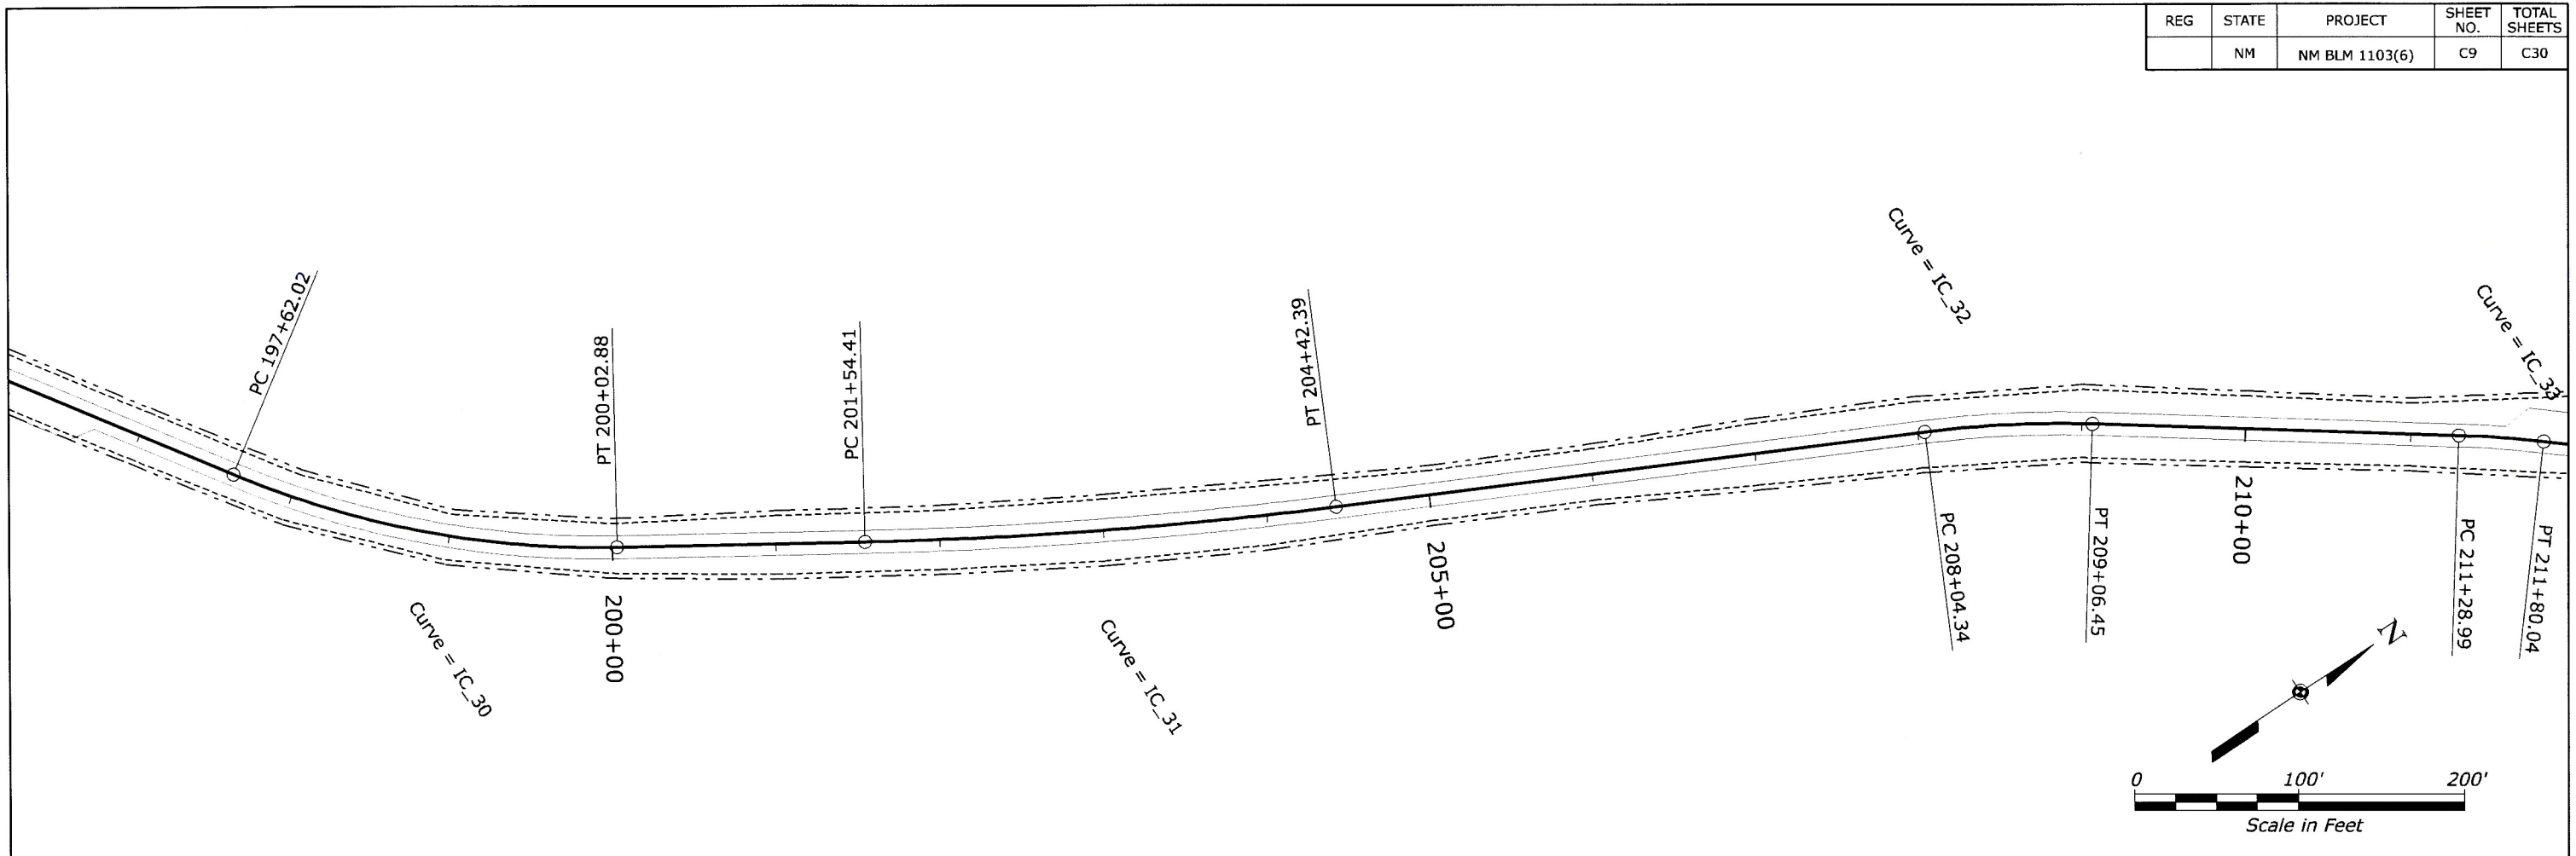 REG STATE PROJECT SHEET NO. TOTAL SHEETS
NM NM BLM 1103(6) C9 C30
PC 197+62.02
PT 200+02.88
PC 201+54.41
PT 204+42.39
Curve = IC_32
Curve = IC_33
Curve = IC_30
200+00
Curve = IC_31
205+00
PC 208+04.34
PT 209+06.45
210+00
PC 211+28.99
PT 211+80.04
N
0 100' 200'
Scale in Feet